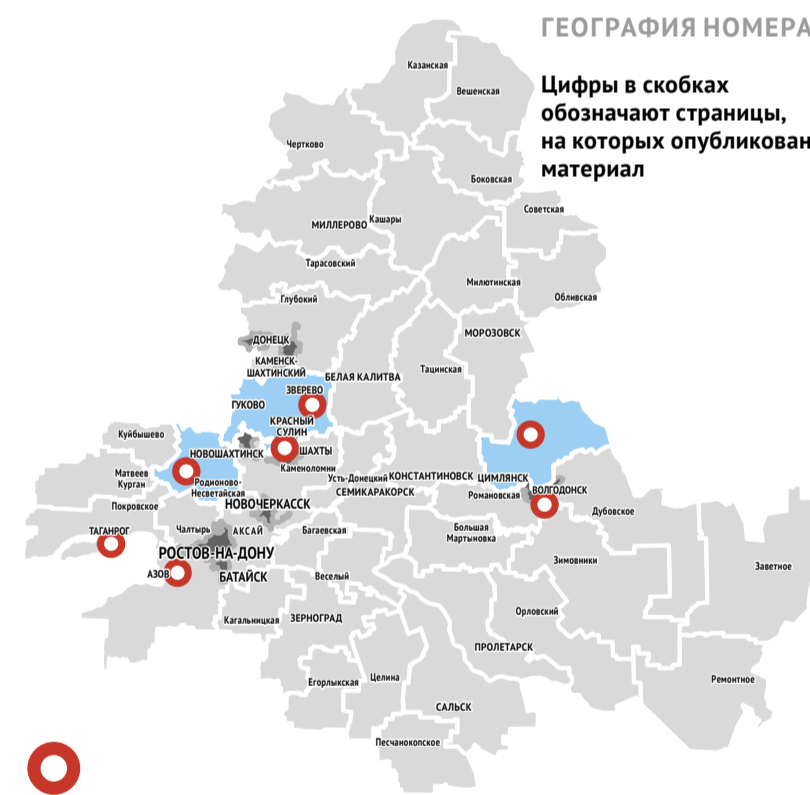 ГЕОГРАФИЯ НОМЕРА
Цифры в скобках
обозначают страницы,
на которых опубликован
материал
Казанская
Вешенская
Чертково
Боковская
Советская
МИЛЛЕРОВО
Кашары
Тарасовский
Милютинская
Обливская
Глубокий
МОРОЗОВСК
ДОНЕЦК
КАМЕНСК-
ШАХТИНСКИЙ
БЕЛАЯ КАЛИТВА
Тацинская
ЗВЕРЕВО
ГУКОВО
КРАСНЫЙ
СУЛИН
Куйбышево
НОВОШАХТИНСК
ШАХТЫ
Каменоломни
Матвеев
Курган
Родионово-
Несветайская
Усть-Донецкий
КОНСТАНТИНОВСК
ЦИМЛЯНСК
СЕМИКАРАКОРСК
Романовская
ВОЛГОДОНСК
Покровское
НОВОЧЕРКАССК
Дубовское
ТАГАНРОГ
Чалтырь
АКСАЙ
Багаевская
Большая
Мартыновка
РОСТОВ-НА-ДОНУ
Зимовники
Заветное
АЗОВ
БАТАЙСК
Веселый
Орловский
Кагальницкая
ЗЕРНОГРАД
ПРОЛЕТАРСК
Егорлыкская
Целина
Ремонтное
САЛЬСК
Песчанокопское